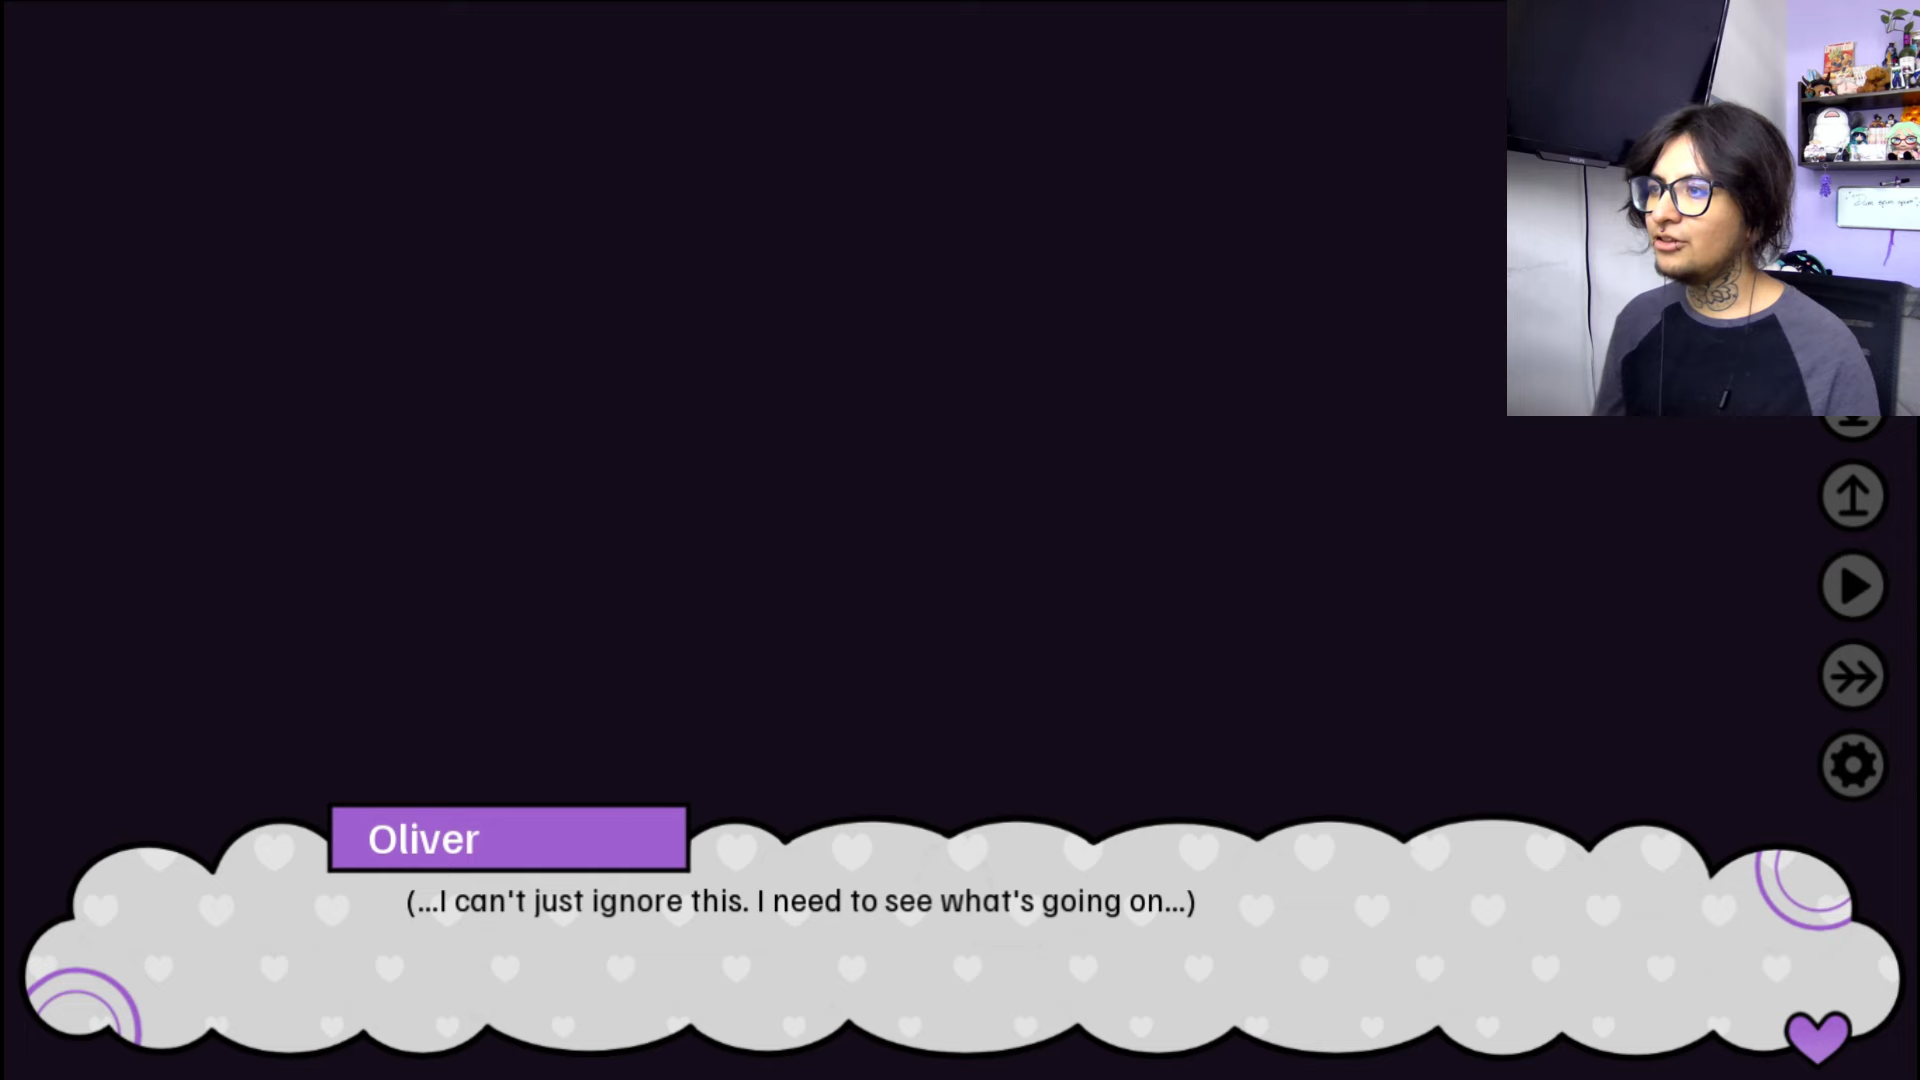 Oliver
(...I can't just ignore this. I need to see what's going on...)